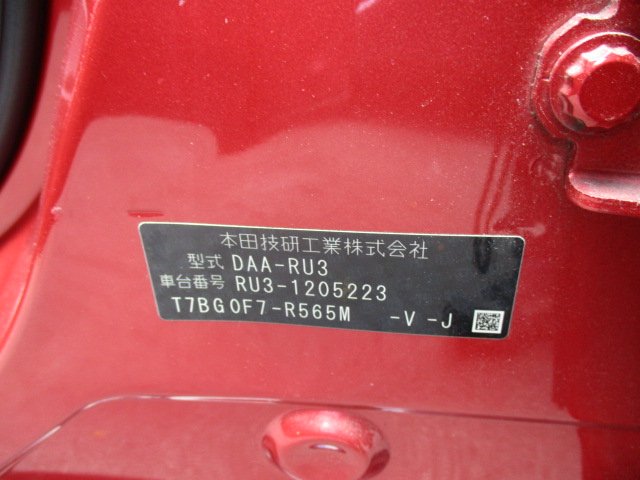 本田技研工業株式会社
型式 DAA-RU3
車台番号 RU3-1205223
T7BG0F7-R565M -V -J